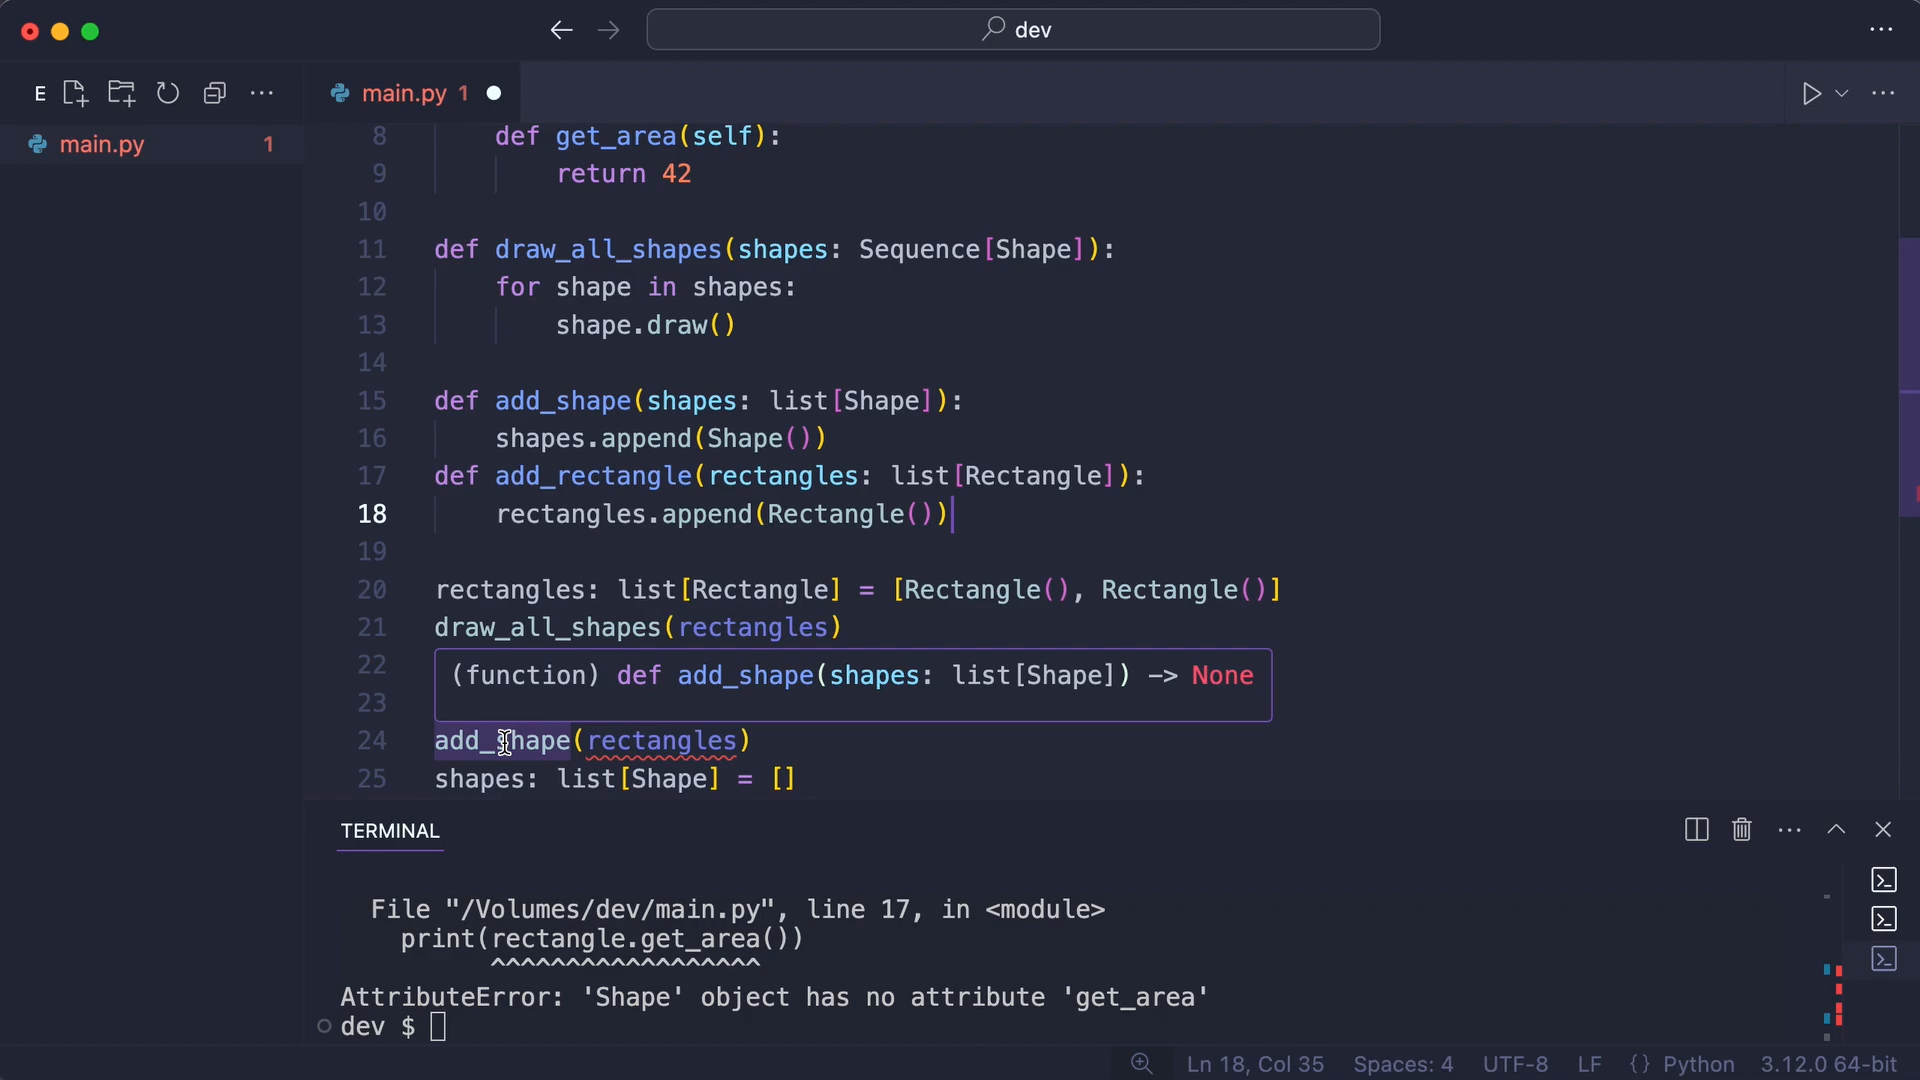 dev
E
main.py 1
main.py 1
8 def get_area(self):
9 return 42
10
11 def draw_all_shapes(shapes: Sequence[Shape]):
12 for shape in shapes:
13 shape.draw()
14
15 def add_shape(shapes: list[Shape]):
16 shapes.append(Shape())
17 def add_rectangle(rectangles: list[Rectangle]):
18 rectangles.append(Rectangle())
19
20 rectangles: list[Rectangle] = [Rectangle(), Rectangle()]
21 draw_all_shapes(rectangles)
22
(function) def add_shape(shapes: list[Shape]) -> None
23
24 add_shape(rectangles)
25 shapes: list[Shape] = []
TERMINAL
File "/Volumes/dev/main.py", line 17, in <module>
print(rectangle.get_area())
^^^^^^^^^^^^^^^^^^
AttributeError: 'Shape' object has no attribute 'get_area'
dev $
Ln 18, Col 35 Spaces: 4 UTF-8 LF {} Python 3.12.0 64-bit